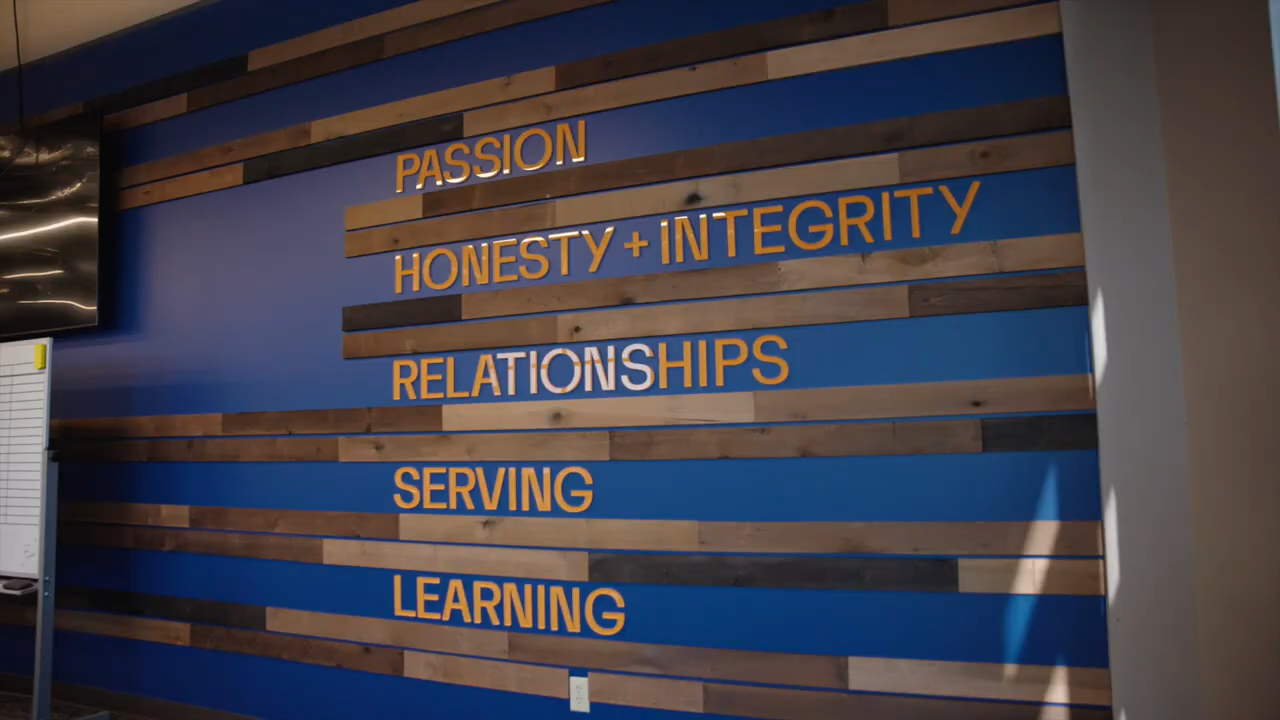 PASSION
HONESTY + INTEGRITY
RELATIONSHIPS
SERVING
LEARNING